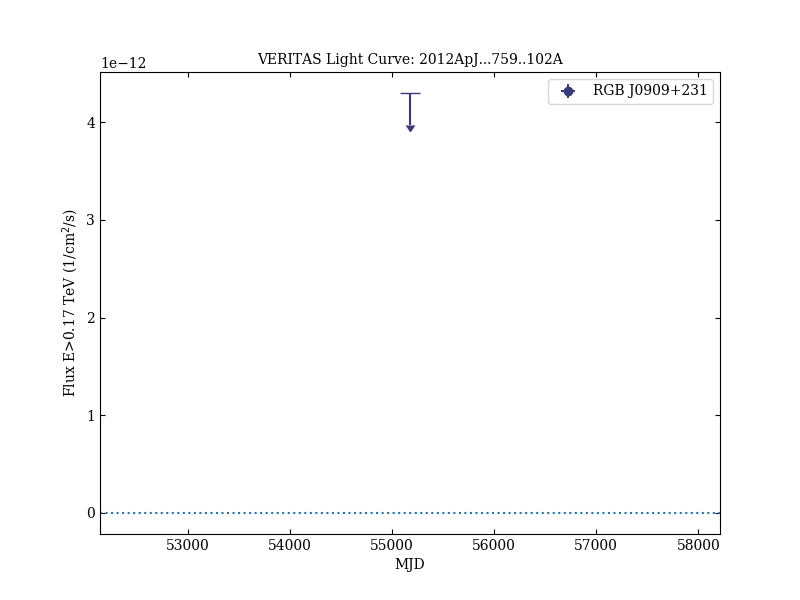 VERITAS Light Curve: 2012ApJ...759..102A
1e−12
RGB J0909+231
4
3
2
1
0
Flux E>0.17 TeV (1/cm²/s)
53000 54000 55000 56000 57000 58000
MJD